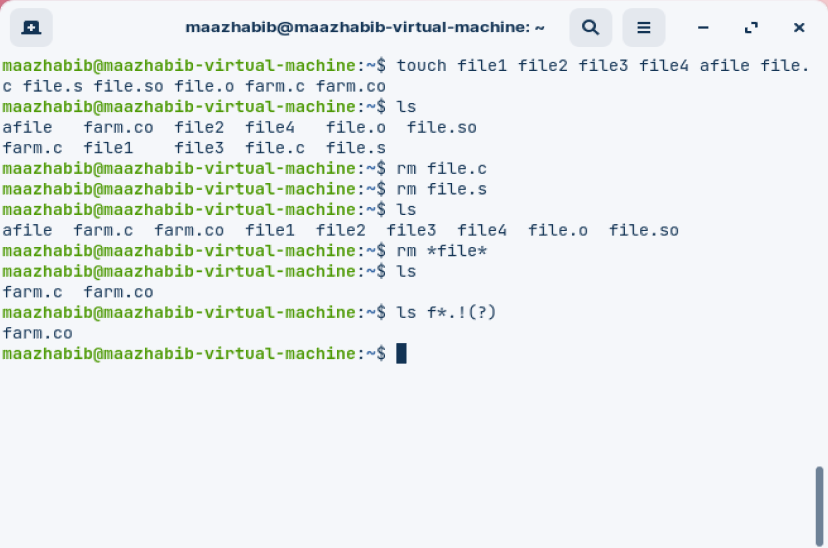 maazhabib@maazhabib-virtual-machine: ~
maazhabib@maazhabib-virtual-machine:~$ touch file1 file2 file3 file4 afile file.
c file.s file.so file.o farm.c farm.co
maazhabib@maazhabib-virtual-machine:~$ ls
afile   farm.co  file2  file4   file.o  file.so
farm.c  file1    file3  file.c  file.s
maazhabib@maazhabib-virtual-machine:~$ rm file.c
maazhabib@maazhabib-virtual-machine:~$ rm file.s
maazhabib@maazhabib-virtual-machine:~$ ls
afile  farm.c  farm.co  file1  file2  file3  file4  file.o  file.so
maazhabib@maazhabib-virtual-machine:~$ rm *file*
maazhabib@maazhabib-virtual-machine:~$ ls
farm.c  farm.co
maazhabib@maazhabib-virtual-machine:~$ ls f*.!(?)
farm.co
maazhabib@maazhabib-virtual-machine:~$